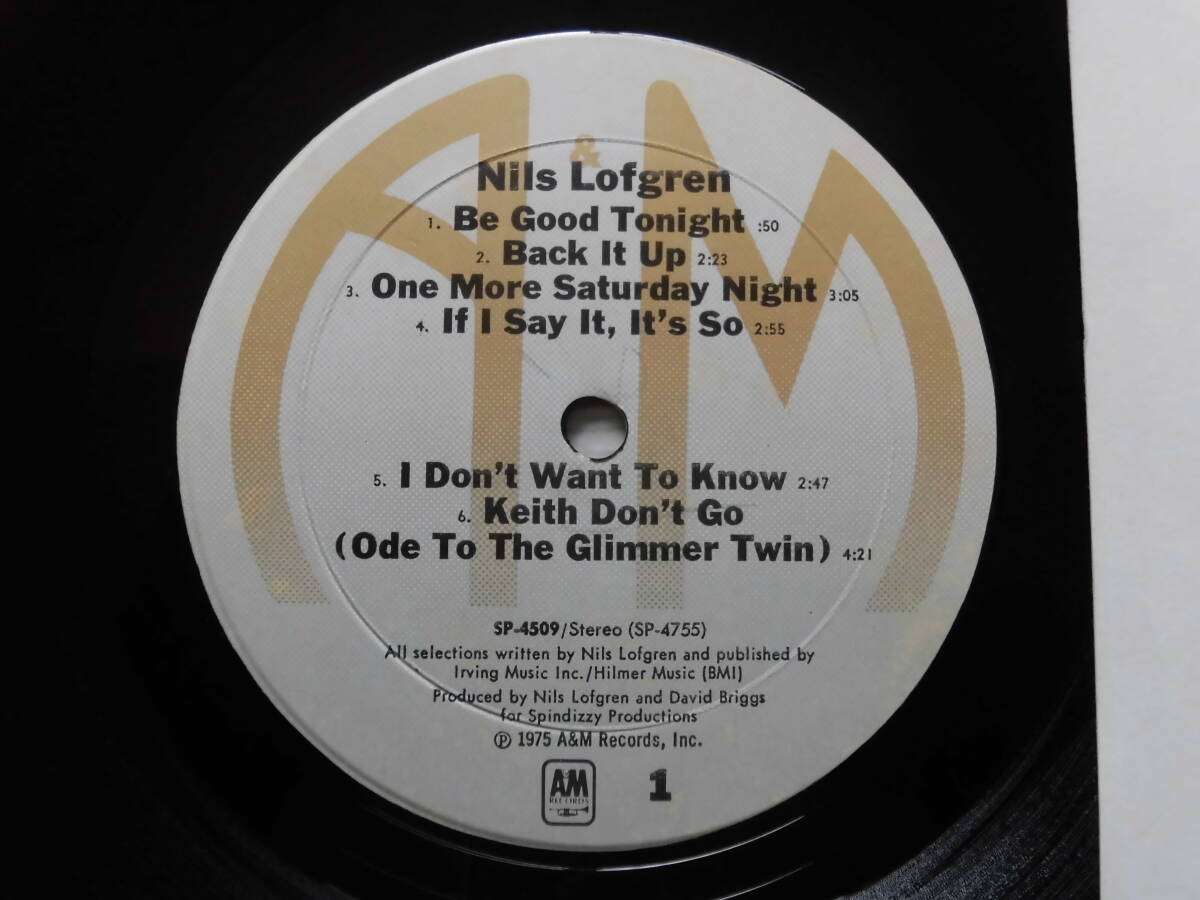 A & M
Nils Lofgren
1. Be Good Tonight :50
2. Back It Up 2:23
3. One More Saturday Night 3:05
4. If I Say It, It's So 2:55
5. I Don't Want To Know 2:47
6. Keith Don't Go
(Ode To The Glimmer Twin) 4:21
SP-4509/Stereo (SP-4755)
All selections written by Nils Lofgren and published by
Irving Music Inc./Hilmer Music (BMI)
Produced by Nils Lofgren and David Briggs
for Spindizzy Productions
℗ 1975 A&M Records, Inc.
A&M
RECORDS
1